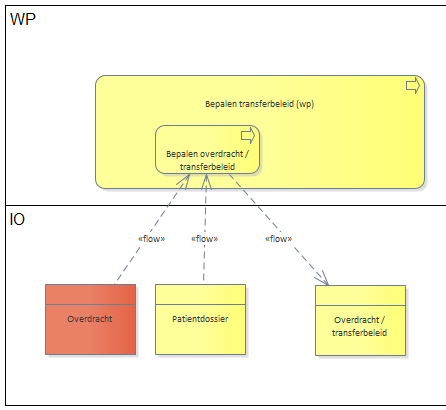 WP
Bepalen transferbeleid (wp)
Bepalen overdracht /
transferbeleid
IO
«flow» «flow» «flow»
Overdracht
Patientdossier
Overdracht /
transferbeleid